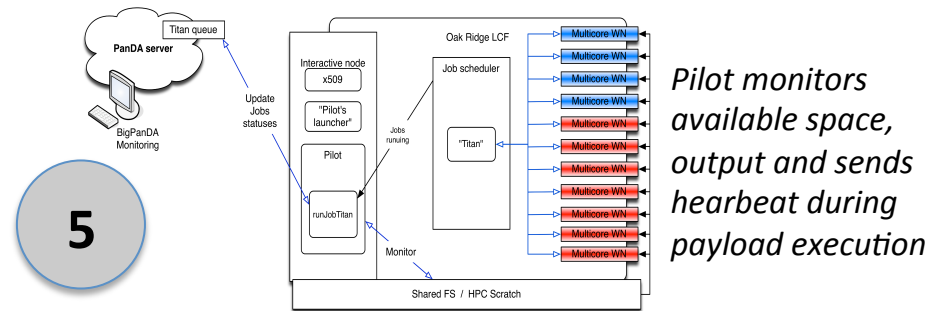 Titan queue
PanDA server
BigPanDA
Monitoring
5
Update
Jobs
statuses
Interactive node
x509
"Pilot's
launcher"
Pilot
runJobTitan
Jobs
runuing
Monitor
Oak Ridge LCF
Job scheduler
"Titan"
Multicore WN
Multicore WN
Multicore WN
Multicore WN
Multicore WN
Multicore WN
Multicore WN
Multicore WN
Multicore WN
Multicore WN
Multicore WN
Shared FS / HPC Scratch
Pilot monitors
available space,
output and sends
hearbeat during
payload execution